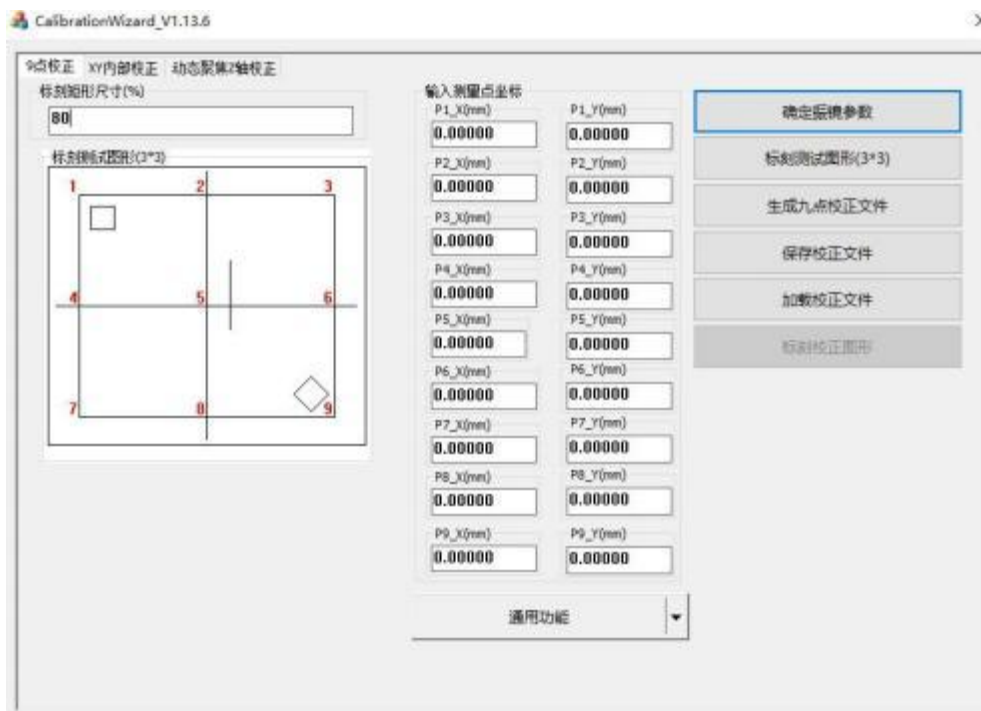 CalibrationWizard_V1.13.6
9点校正 XY内部校正 动态聚集Z轴校正
标刻矩形尺寸(%)
80
标刻测试图形(3*3)
1 2 3
4 5 6
7 8 9
输入测量点坐标
P1_X(mm) P1_Y(mm)
0.00000 0.00000
P2_X(mm) P2_Y(mm)
0.00000 0.00000
P3_X(mm) P3_Y(mm)
0.00000 0.00000
P4_X(mm) P4_Y(mm)
0.00000 0.00000
P5_X(mm) P5_Y(mm)
0.00000 0.00000
P6_X(mm) P6_Y(mm)
0.00000 0.00000
P7_X(mm) P7_Y(mm)
0.00000 0.00000
P8_X(mm) P8_Y(mm)
0.00000 0.00000
P9_X(mm) P9_Y(mm)
0.00000 0.00000
通用功能
确定振镜参数
标刻测试图形(3*3)
生成九点校正文件
保存校正文件
加载校正文件
标刻校正图形